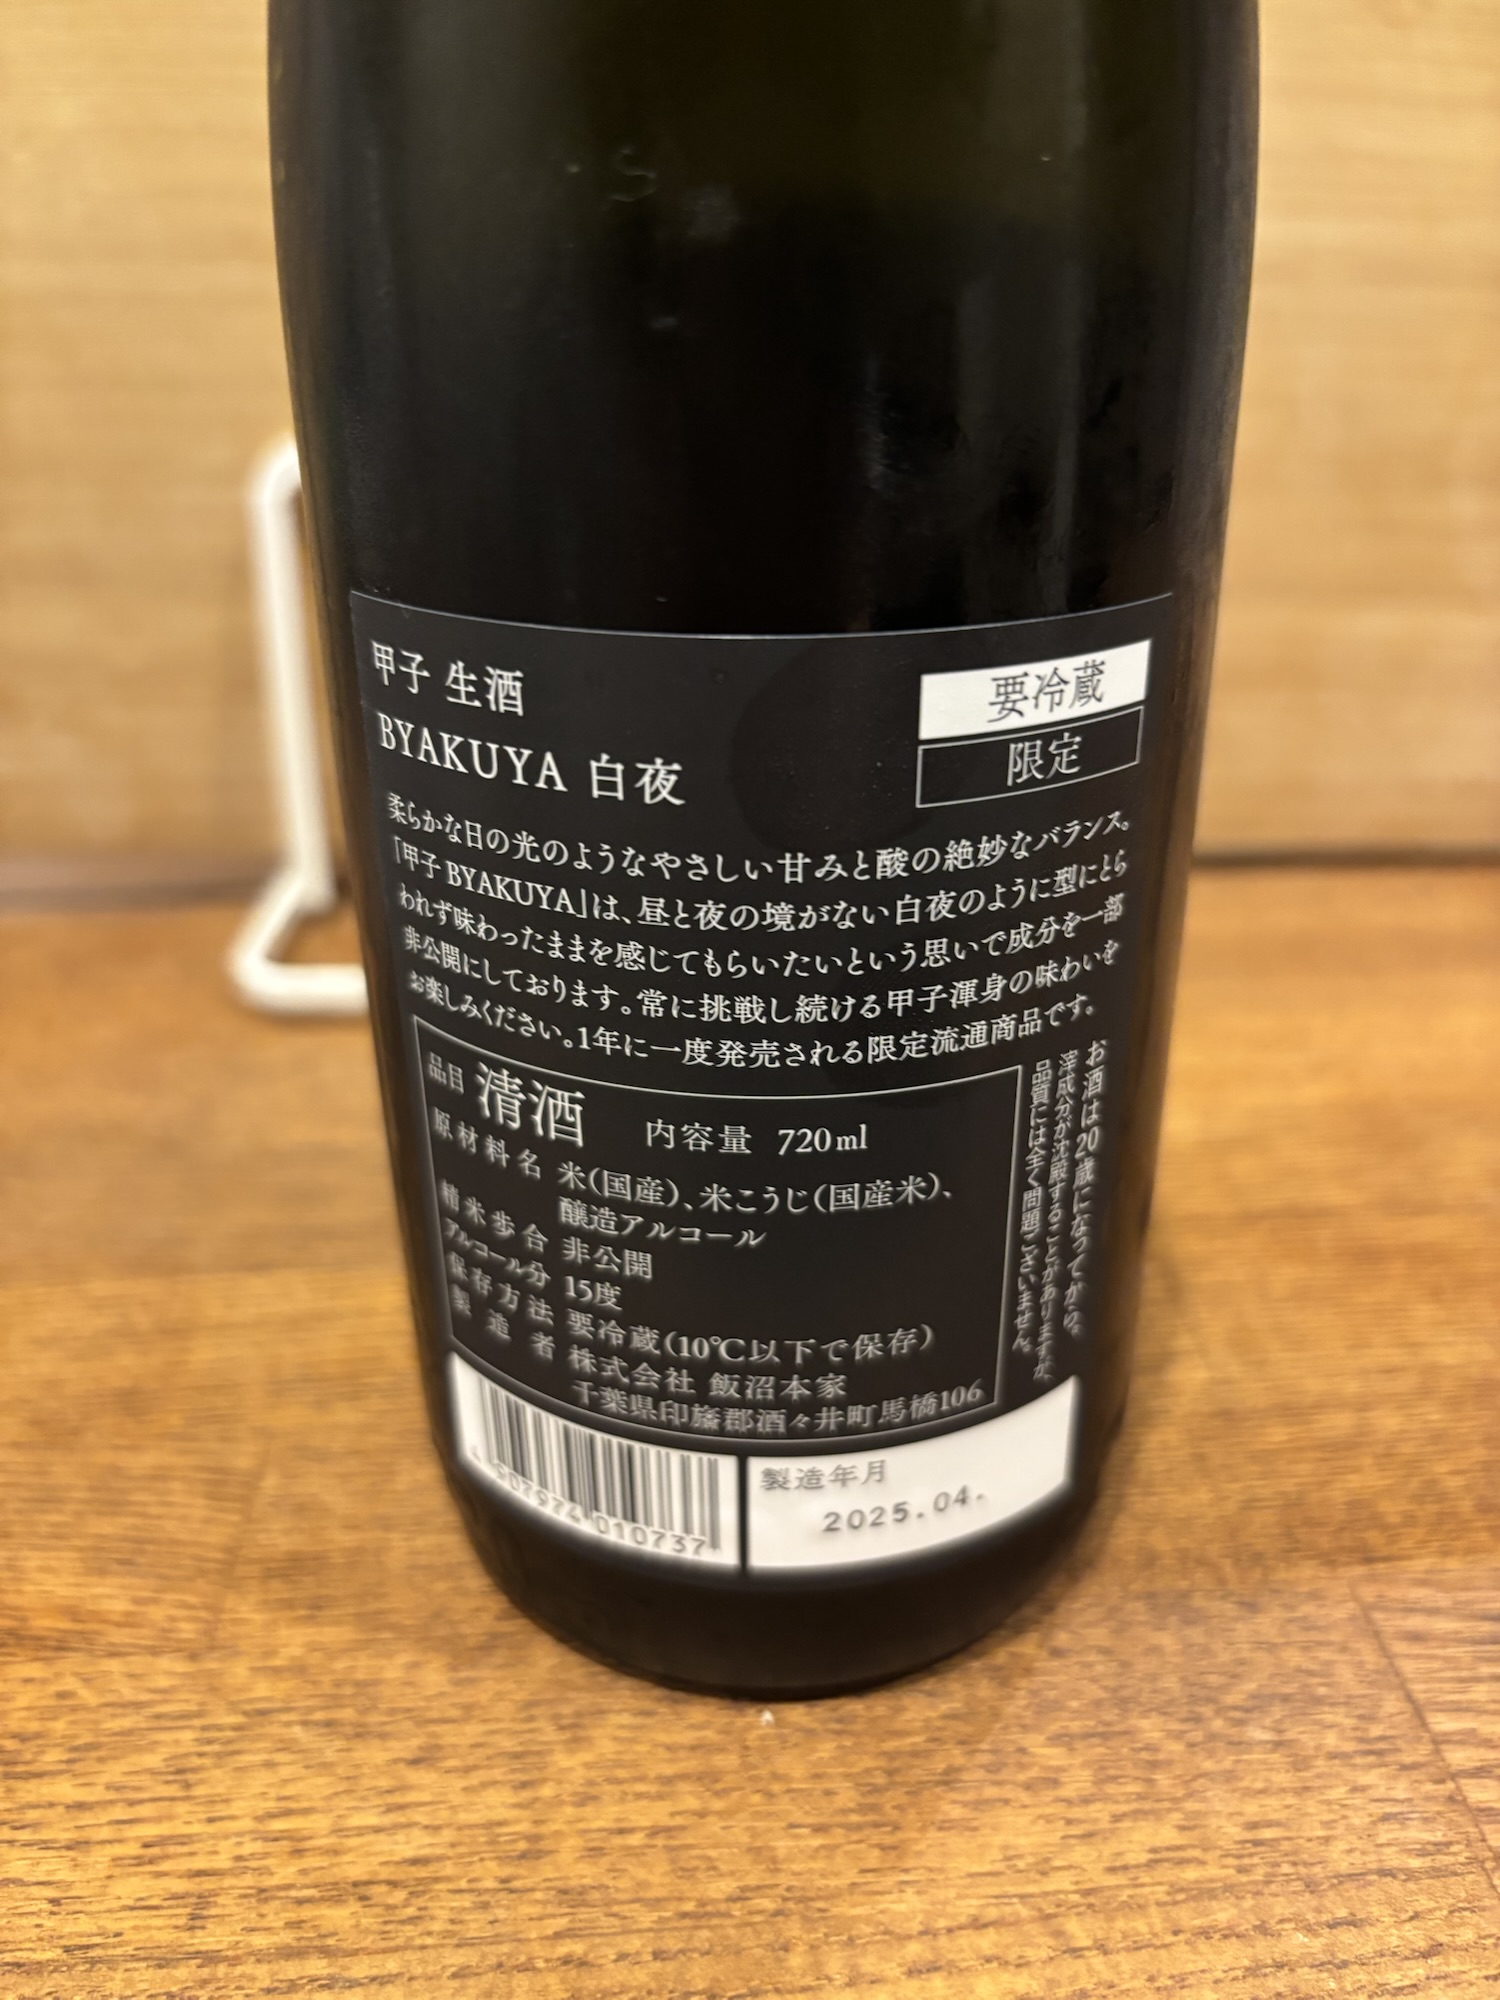 甲子 生酒
BYAKUYA 白夜
要冷蔵
限定
柔らかな日の光のようなやさしい甘みと酸の絶妙なバランス。
「甲子 BYAKUYA」は、昼と夜の境がない白夜のように型にとら
われず味わったままを感じてもらいたいという思いで成分を一部
非公開にしております。常に挑戦し続ける甲子渾身の味わいを
お楽しみください。1年に一度発売される限定流通商品です。
品目 清酒 内容量 720ml
原材料名 米(国産)、米こうじ(国産米)、
醸造アルコール
精米歩合 非公開
アルコール分 15度
保存方法 要冷蔵(10℃以下で保存)
製造者 株式会社 飯沼本家
千葉県印旛郡酒々井町馬橋106
お酒は20歳になってから。
滓成分が沈殿することがありますが、
品質には全く問題ございません。
4 907974 010737
製造年月
2025.04.